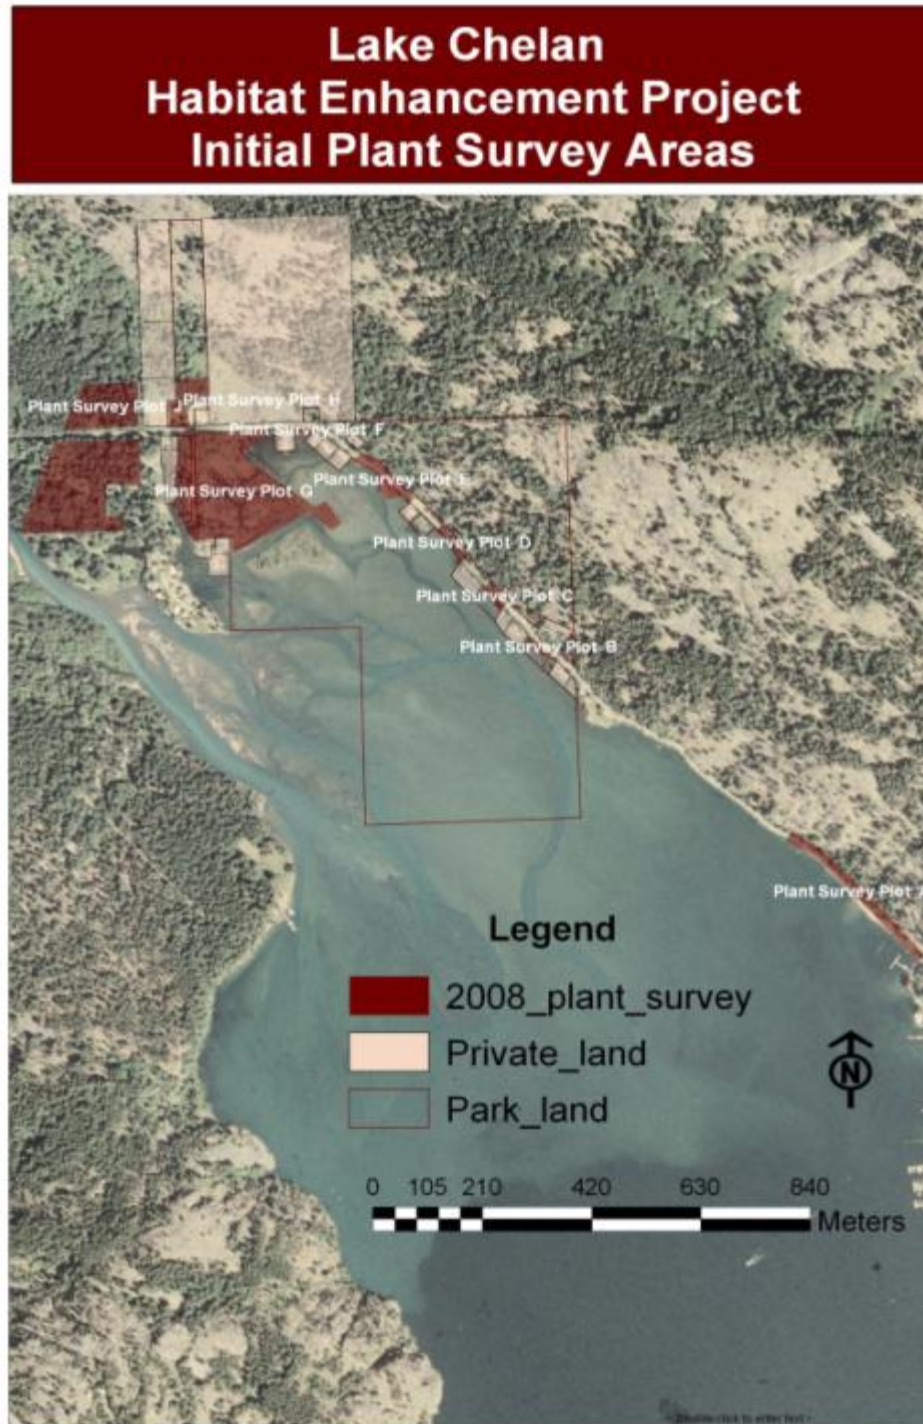 Lake Chelan
Habitat Enhancement Project
Initial Plant Survey Areas
Plant Survey Plot J
Plant Survey Plot H
Plant Survey Plot F
Plant Survey Plot
Plant Survey Plot G
Plant Survey Plot D
Plant Survey Plot C
Plant Survey Plot B
Plant Survey Plot
Legend
2008_plant_survey
Private_land
Park_land
N
0 105 210 420 630 840
Meters